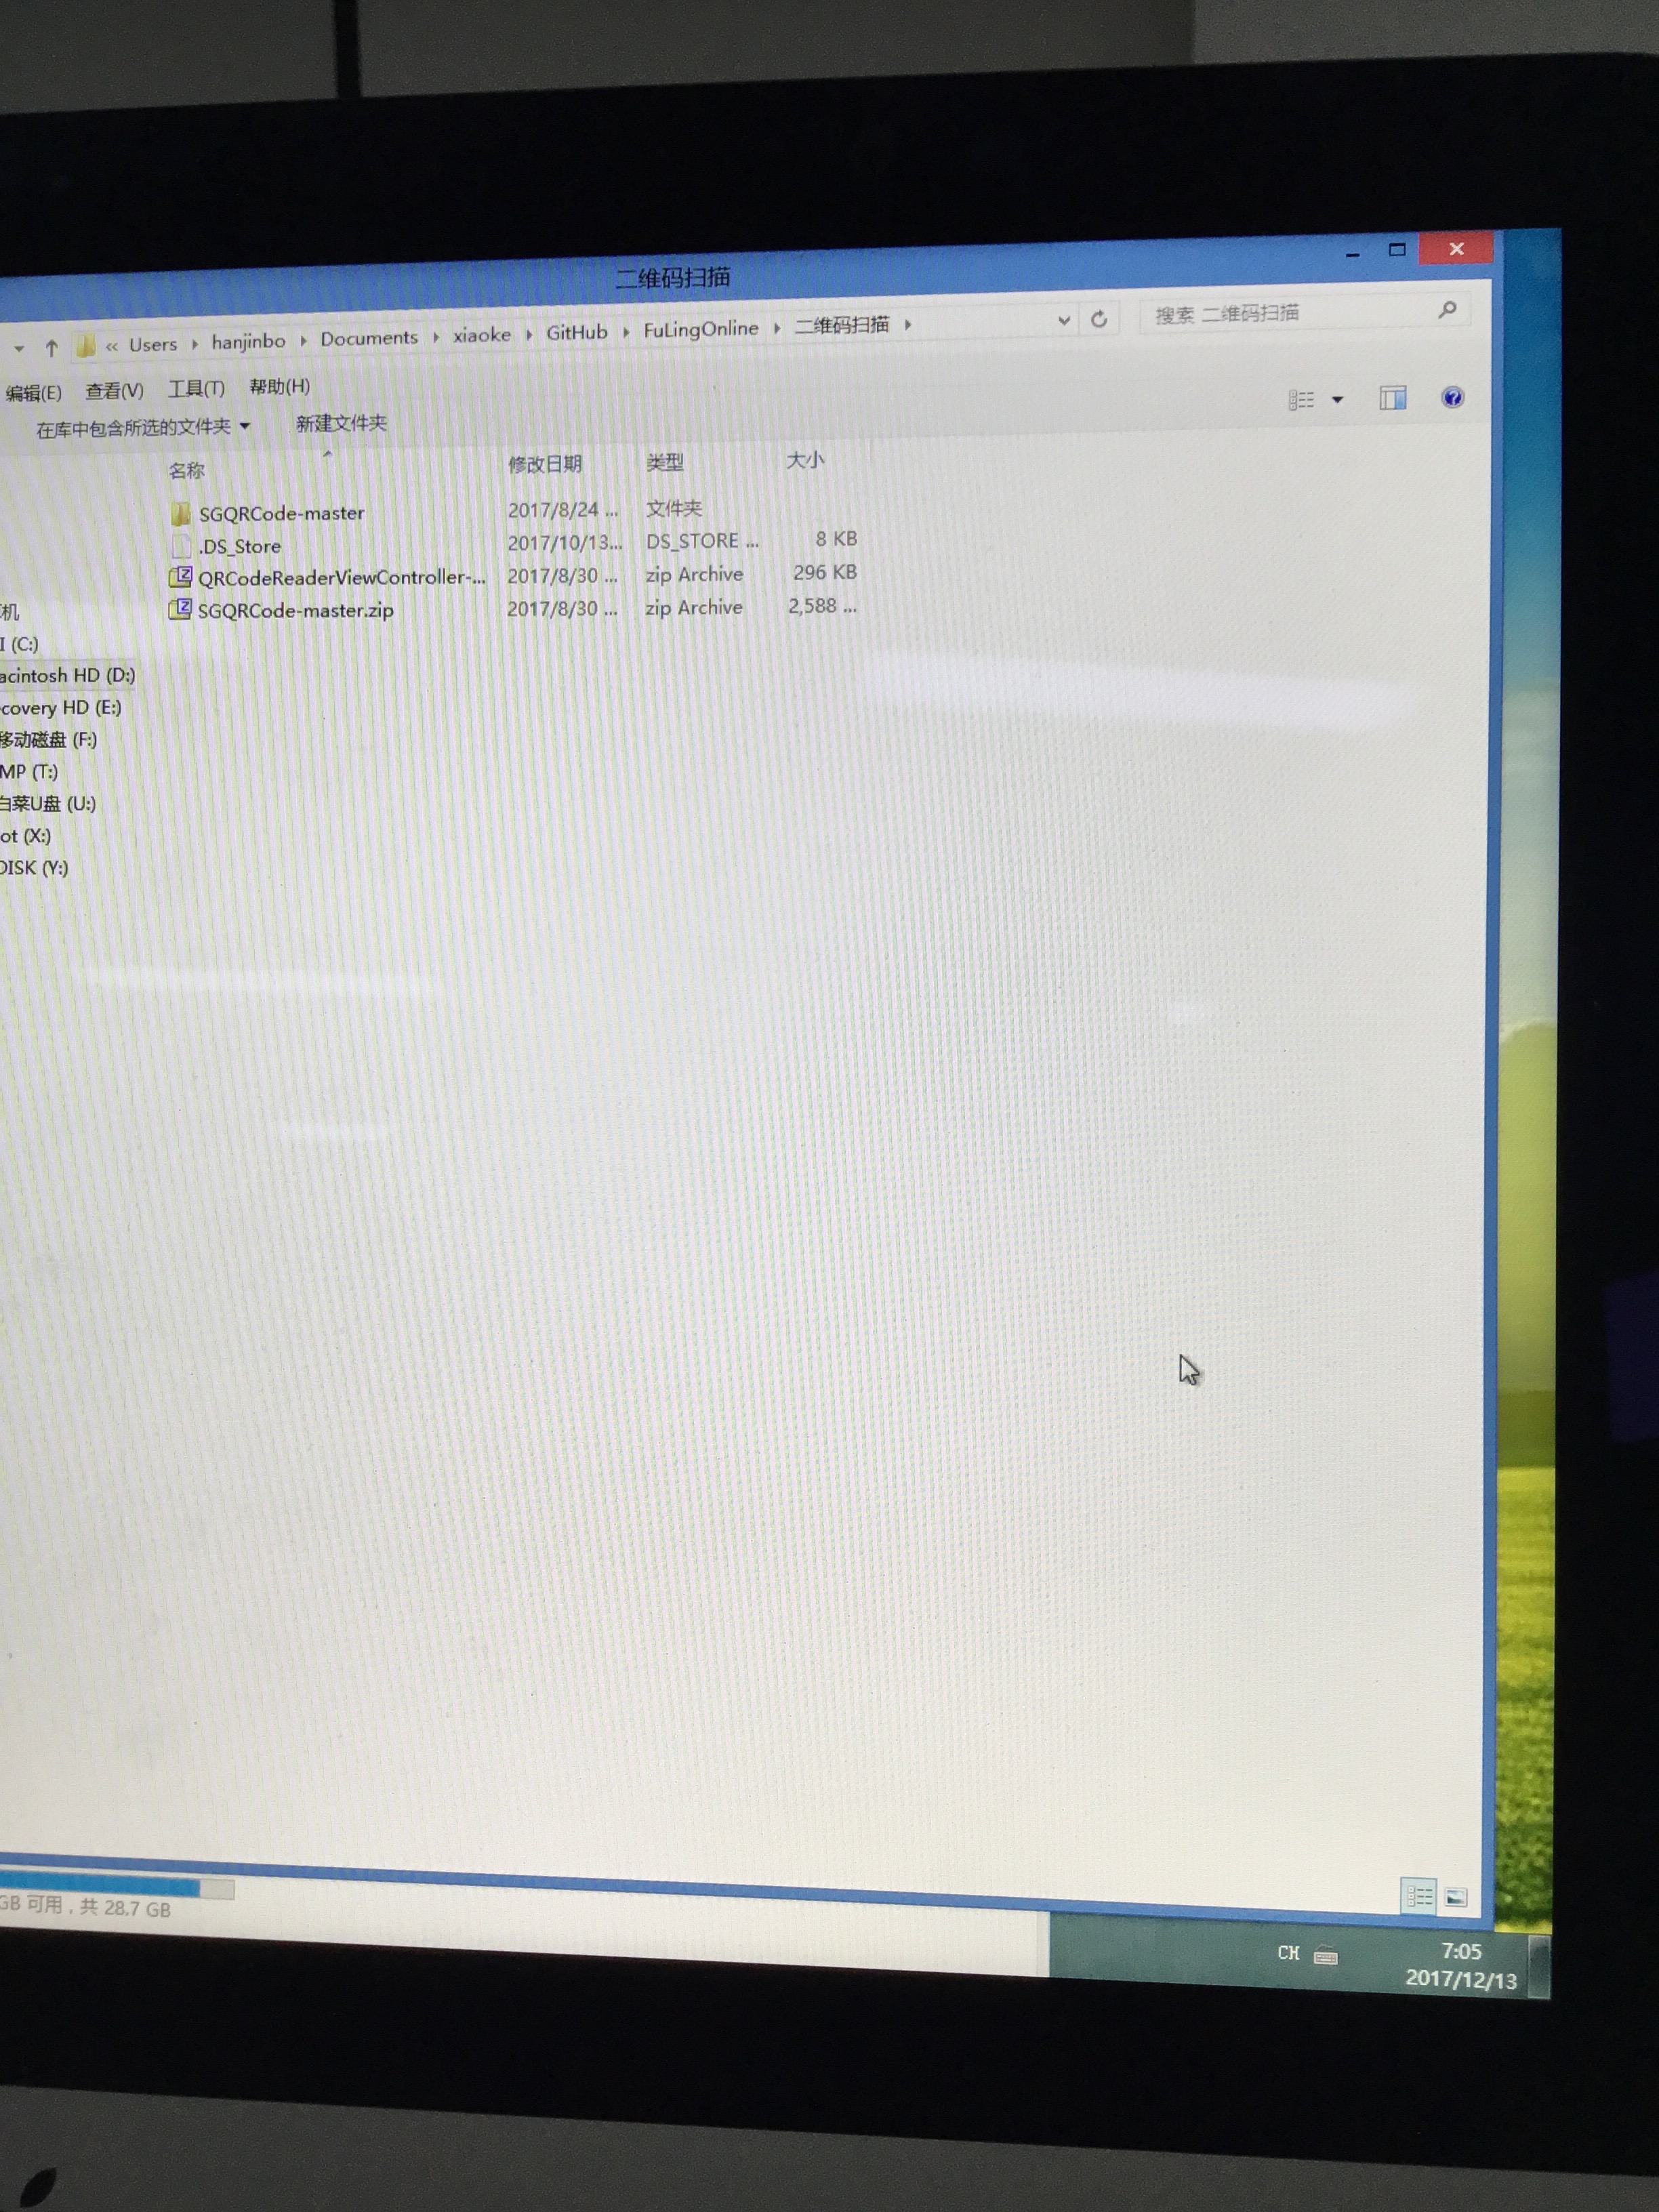 二维码扫描
« Users Documents hanjinbo xiaoke GitHub FuLingOnline 二维码扫描
搜索 二维码扫描
编辑(E) 查看(V) 工具(T) 帮助(H)
在库中包含所选的文件夹 新建文件夹
名称 修改日期 类型 大小
SGQRCode-master 2017/8/24 ... 文件夹
.DS_Store 2017/10/13... DS_STORE ... 8 KB
QRCodeReaderViewController-... 2017/8/30 ... zip Archive 296 KB
SGQRCode-master.zip 2017/8/30 ... zip Archive 2,588 ...
机
I (C:)
acintosh HD (D:)
covery HD (E:)
移动磁盘 (F:)
MP (T:)
白菜U盘 (U:)
ot (X:)
DISK (Y:)
GB 可用，共 28.7 GB
CH 7:05
2017/12/13